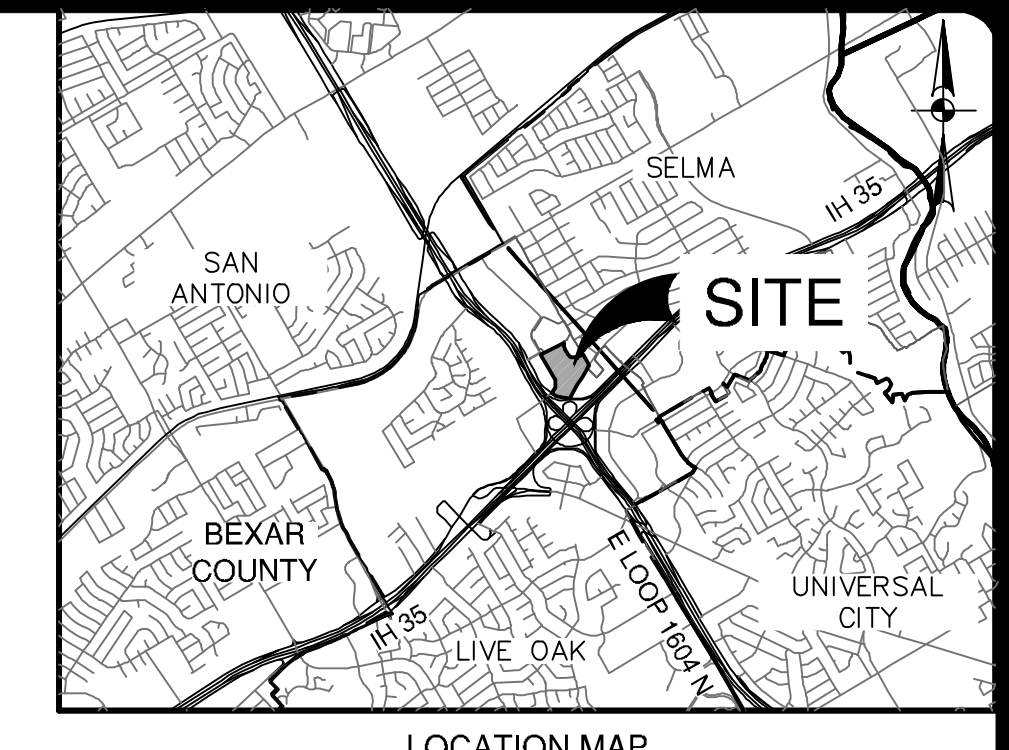 SELMA
IH 35
SAN
ANTONIO
SITE
BEXAR
COUNTY
E LOOP 1604 N
UNIVERSAL
CITY
IH 35
LIVE OAK
LOCATION MAP